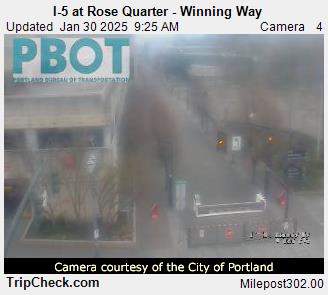 I-5 at Rose Quarter - Winning Way
Updated Jan 30 2025 9:25 AM Camera 4
PBOT
PORTLAND BUREAU OF TRANSPORTATION
Camera courtesy of the City of Portland
TripCheck.com Milepost302.00